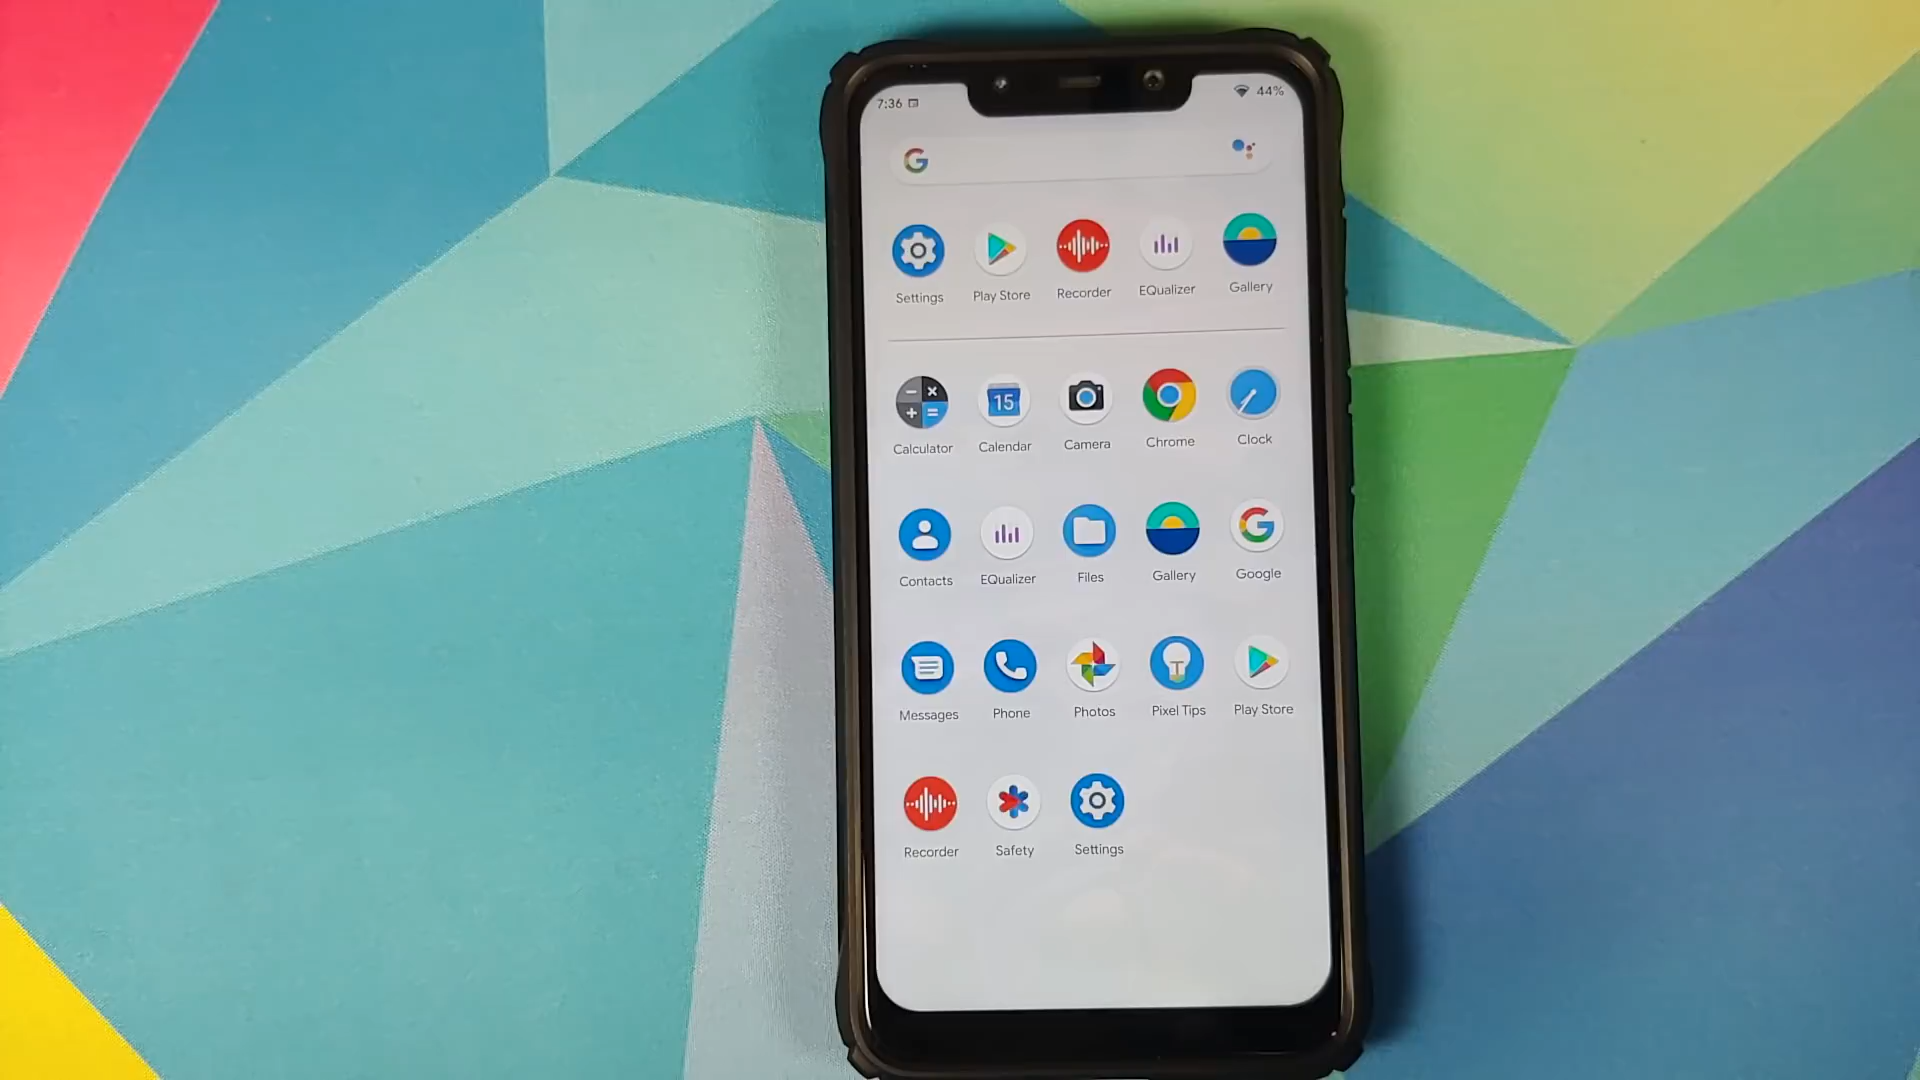 7:36 44%
Settings Play Store Recorder EQualizer Gallery
15
Calculator Calendar Camera Chrome Clock
Contacts EQualizer Files Gallery Google
Messages Phone Photos Pixel Tips Play Store
Recorder Safety Settings